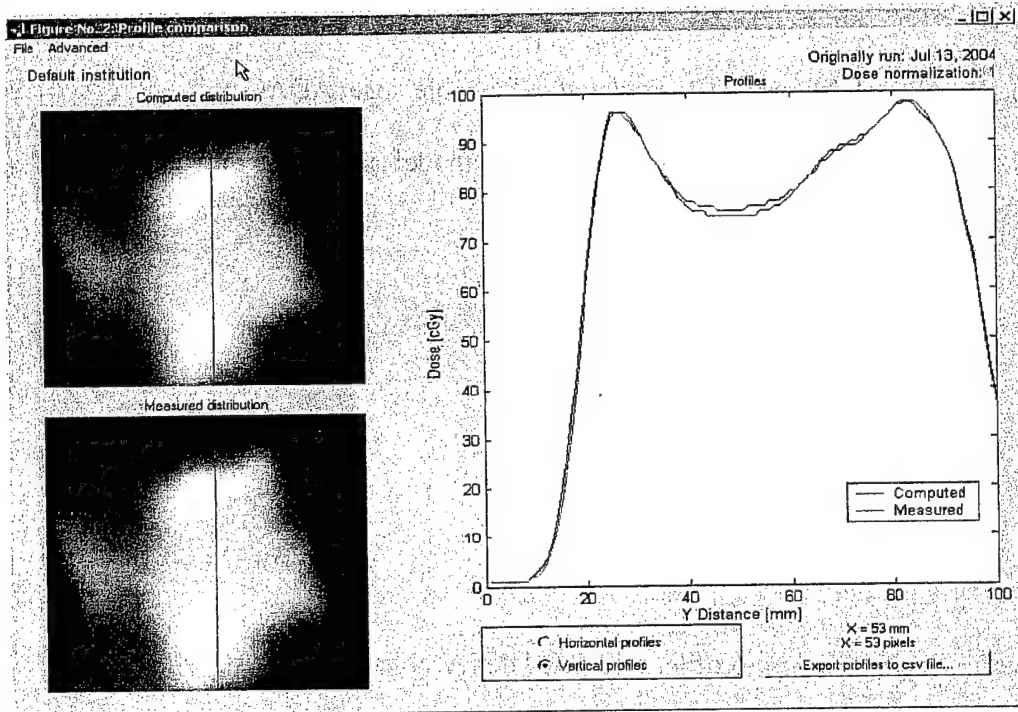 Figure No. 2: Profile comparison
File Advanced
Default institution
Originally run: Jul 13, 2004
Dose normalization: 1
Computed distribution
Measured distribution
Profiles
100
90
80
70
60
50
40
30
20
10
0
Dose [cGy]
0 20 40 60 80 100
Y Distance [mm]
Computed
Measured
Horizontal profiles
Vertical profiles
X = 53 mm
X = 53 pixels
Export profiles to csv file...